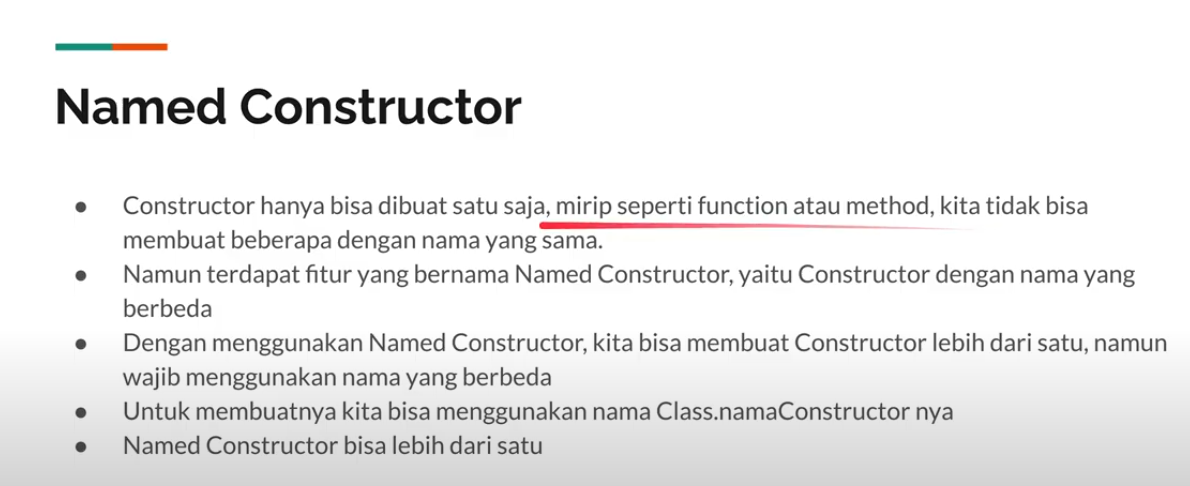 Named Constructor
● Constructor hanya bisa dibuat satu saja, mirip seperti function atau method, kita tidak bisa
membuat beberapa dengan nama yang sama.
● Namun terdapat fitur yang bernama Named Constructor, yaitu Constructor dengan nama yang
berbeda
● Dengan menggunakan Named Constructor, kita bisa membuat Constructor lebih dari satu, namun
wajib menggunakan nama yang berbeda
● Untuk membuatnya kita bisa menggunakan nama Class.namaConstructor nya
● Named Constructor bisa lebih dari satu